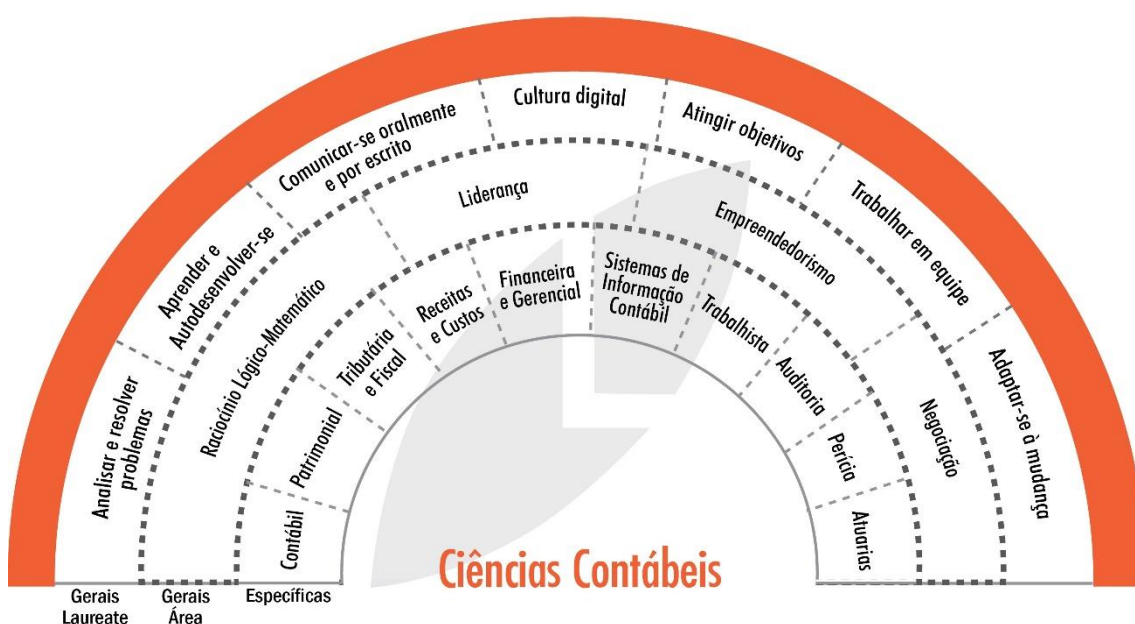 Analisar e resolver
problemas
Aprender e
Autodesenvolver-se
Comunicar-se oralmente
e por escrito
Cultura digital
Atingir objetivos
Trabalhar em equipe
Adaptar-se à mudança
Raciocínio Lógico-Matemático
Liderança
Empreendedorismo
Negociação
Contábil
Patrimonial
Tributária
e Fiscal
Receitas
e Custos
Financeira
e Gerencial
Sistemas de
Informação
Contábil
Trabalhista
Auditoria
Perícia
Atuarias
Ciências Contábeis
Gerais
Laureate
Gerais
Área
Específicas